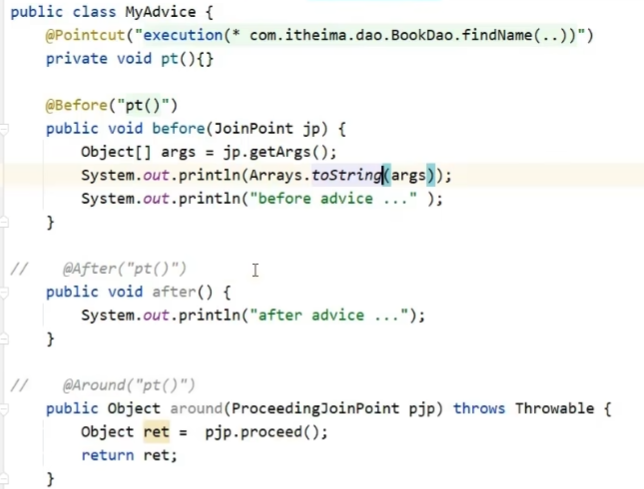 public class MyAdvice {
    @Pointcut("execution(* com.itheima.dao.BookDao.findName(..))")
    private void pt(){}
    @Before("pt()")
    public void before(JoinPoint jp) {
        Object[] args = jp.getArgs();
        System.out.println(Arrays.toString(args));
        System.out.println("before advice ..." );
    }
//    @After("pt()")
    public void after() {
        System.out.println("after advice ...");
    }
//    @Around("pt()")
    public Object around(ProceedingJoinPoint pjp) throws Throwable {
        Object ret =  pjp.proceed();
        return ret;
    }